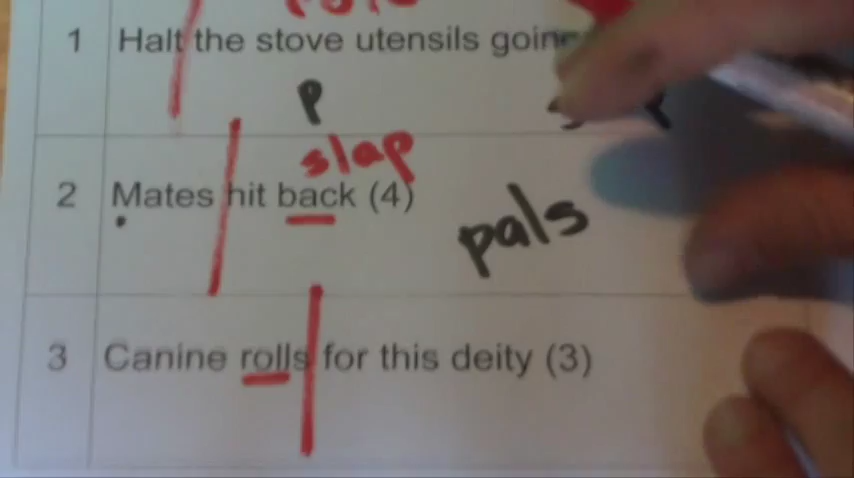 1 Halt the stove utensils going
p
slap
2 Mates hit back (4)
pals
3 Canine rolls for this deity (3)